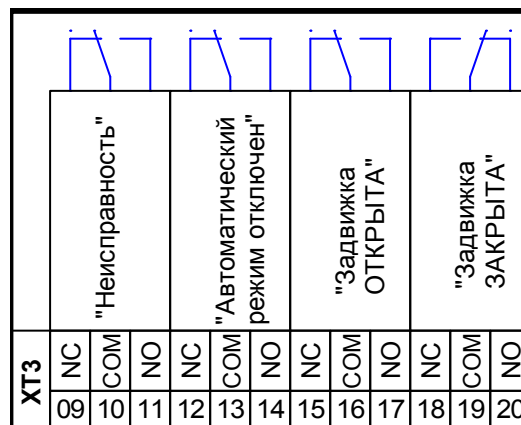 "Неисправность"
"Автоматический
режим отключен"
"Задвижка
ОТКРЫТА"
"Задвижка
ЗАКРЫТА"
XT3
NC COM NO NC COM NO NC COM NO NC COM NO
09 10 11 12 13 14 15 16 17 18 19 20